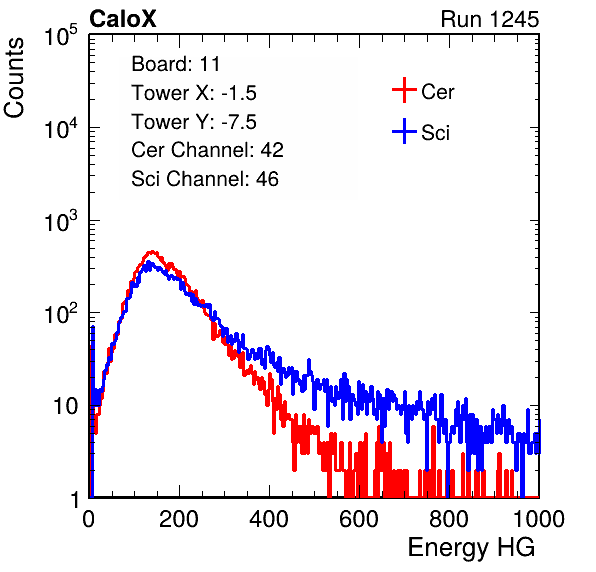 CaloX Run 1245
Counts
10^5
10^4
10^3
10^2
10
1
Board: 11
Tower X: -1.5
Tower Y: -7.5
Cer Channel: 42
Sci Channel: 46
Cer
Sci
0 200 400 600 800 1000
Energy HG